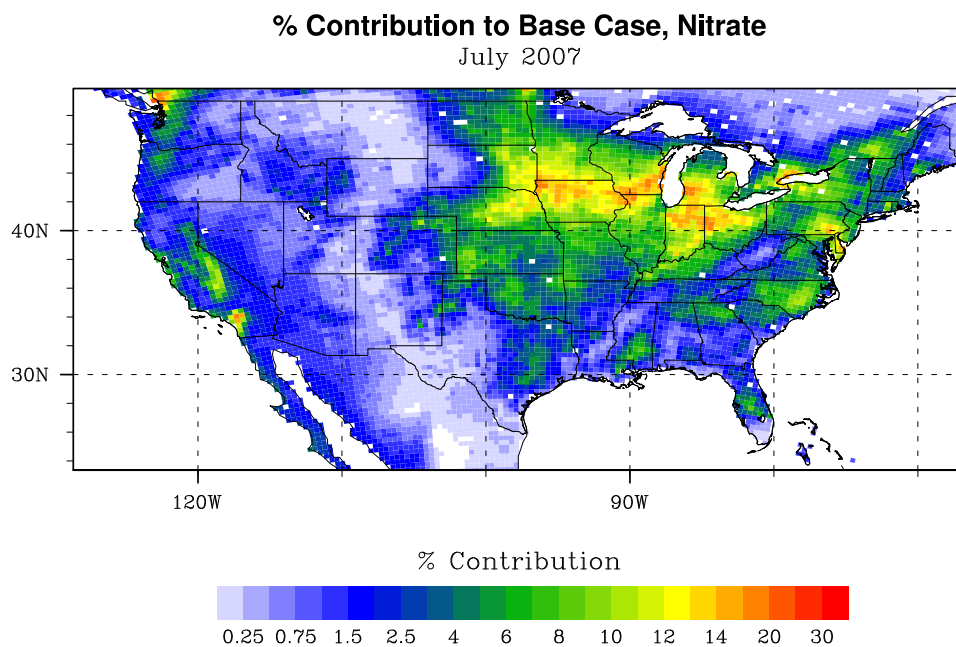 % Contribution to Base Case, Nitrate
July 2007
40N
30N
120W
90W
% Contribution
0.25 0.75 1.5 2.5 4 6 8 10 12 14 20 30